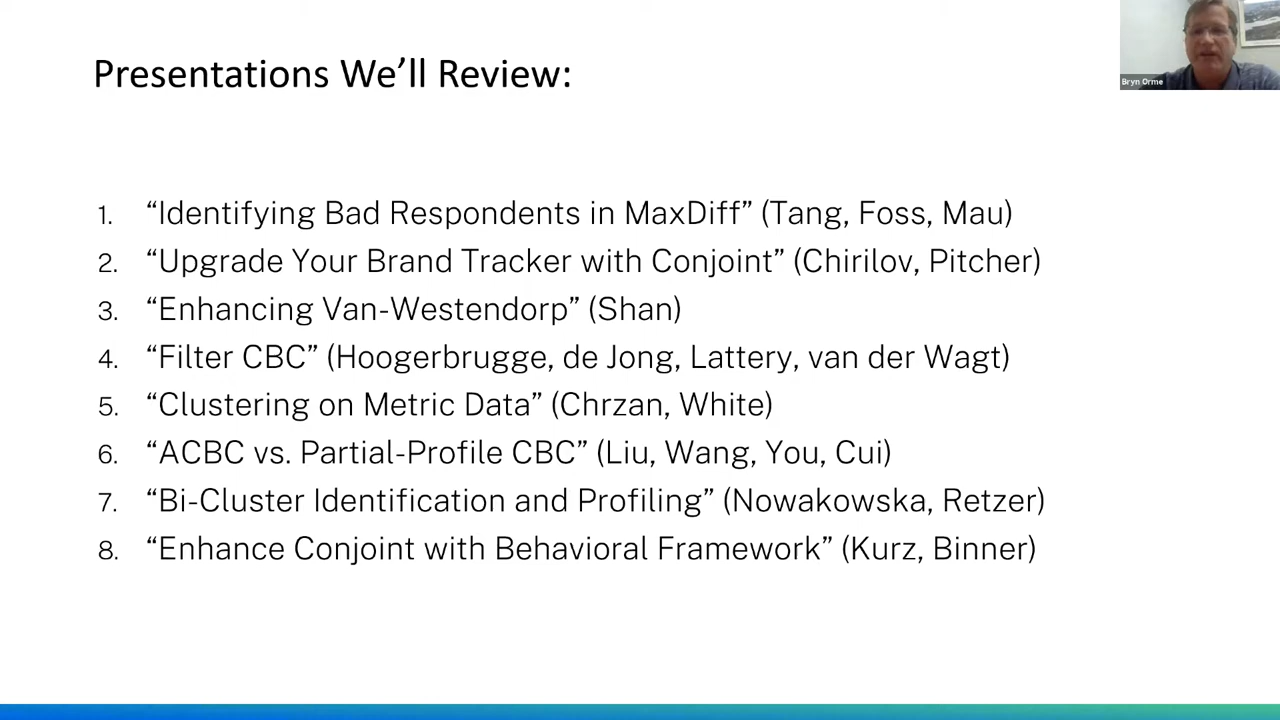 Presentations We’ll Review:
Bryn Orme
1. “Identifying Bad Respondents in MaxDiff” (Tang, Foss, Mau)
2. “Upgrade Your Brand Tracker with Conjoint” (Chirilov, Pitcher)
3. “Enhancing Van-Westendorp” (Shan)
4. “Filter CBC” (Hoogerbrugge, de Jong, Lattery, van der Wagt)
5. “Clustering on Metric Data” (Chrzan, White)
6. “ACBC vs. Partial-Profile CBC” (Liu, Wang, You, Cui)
7. “Bi-Cluster Identification and Profiling” (Nowakowska, Retzer)
8. “Enhance Conjoint with Behavioral Framework” (Kurz, Binner)